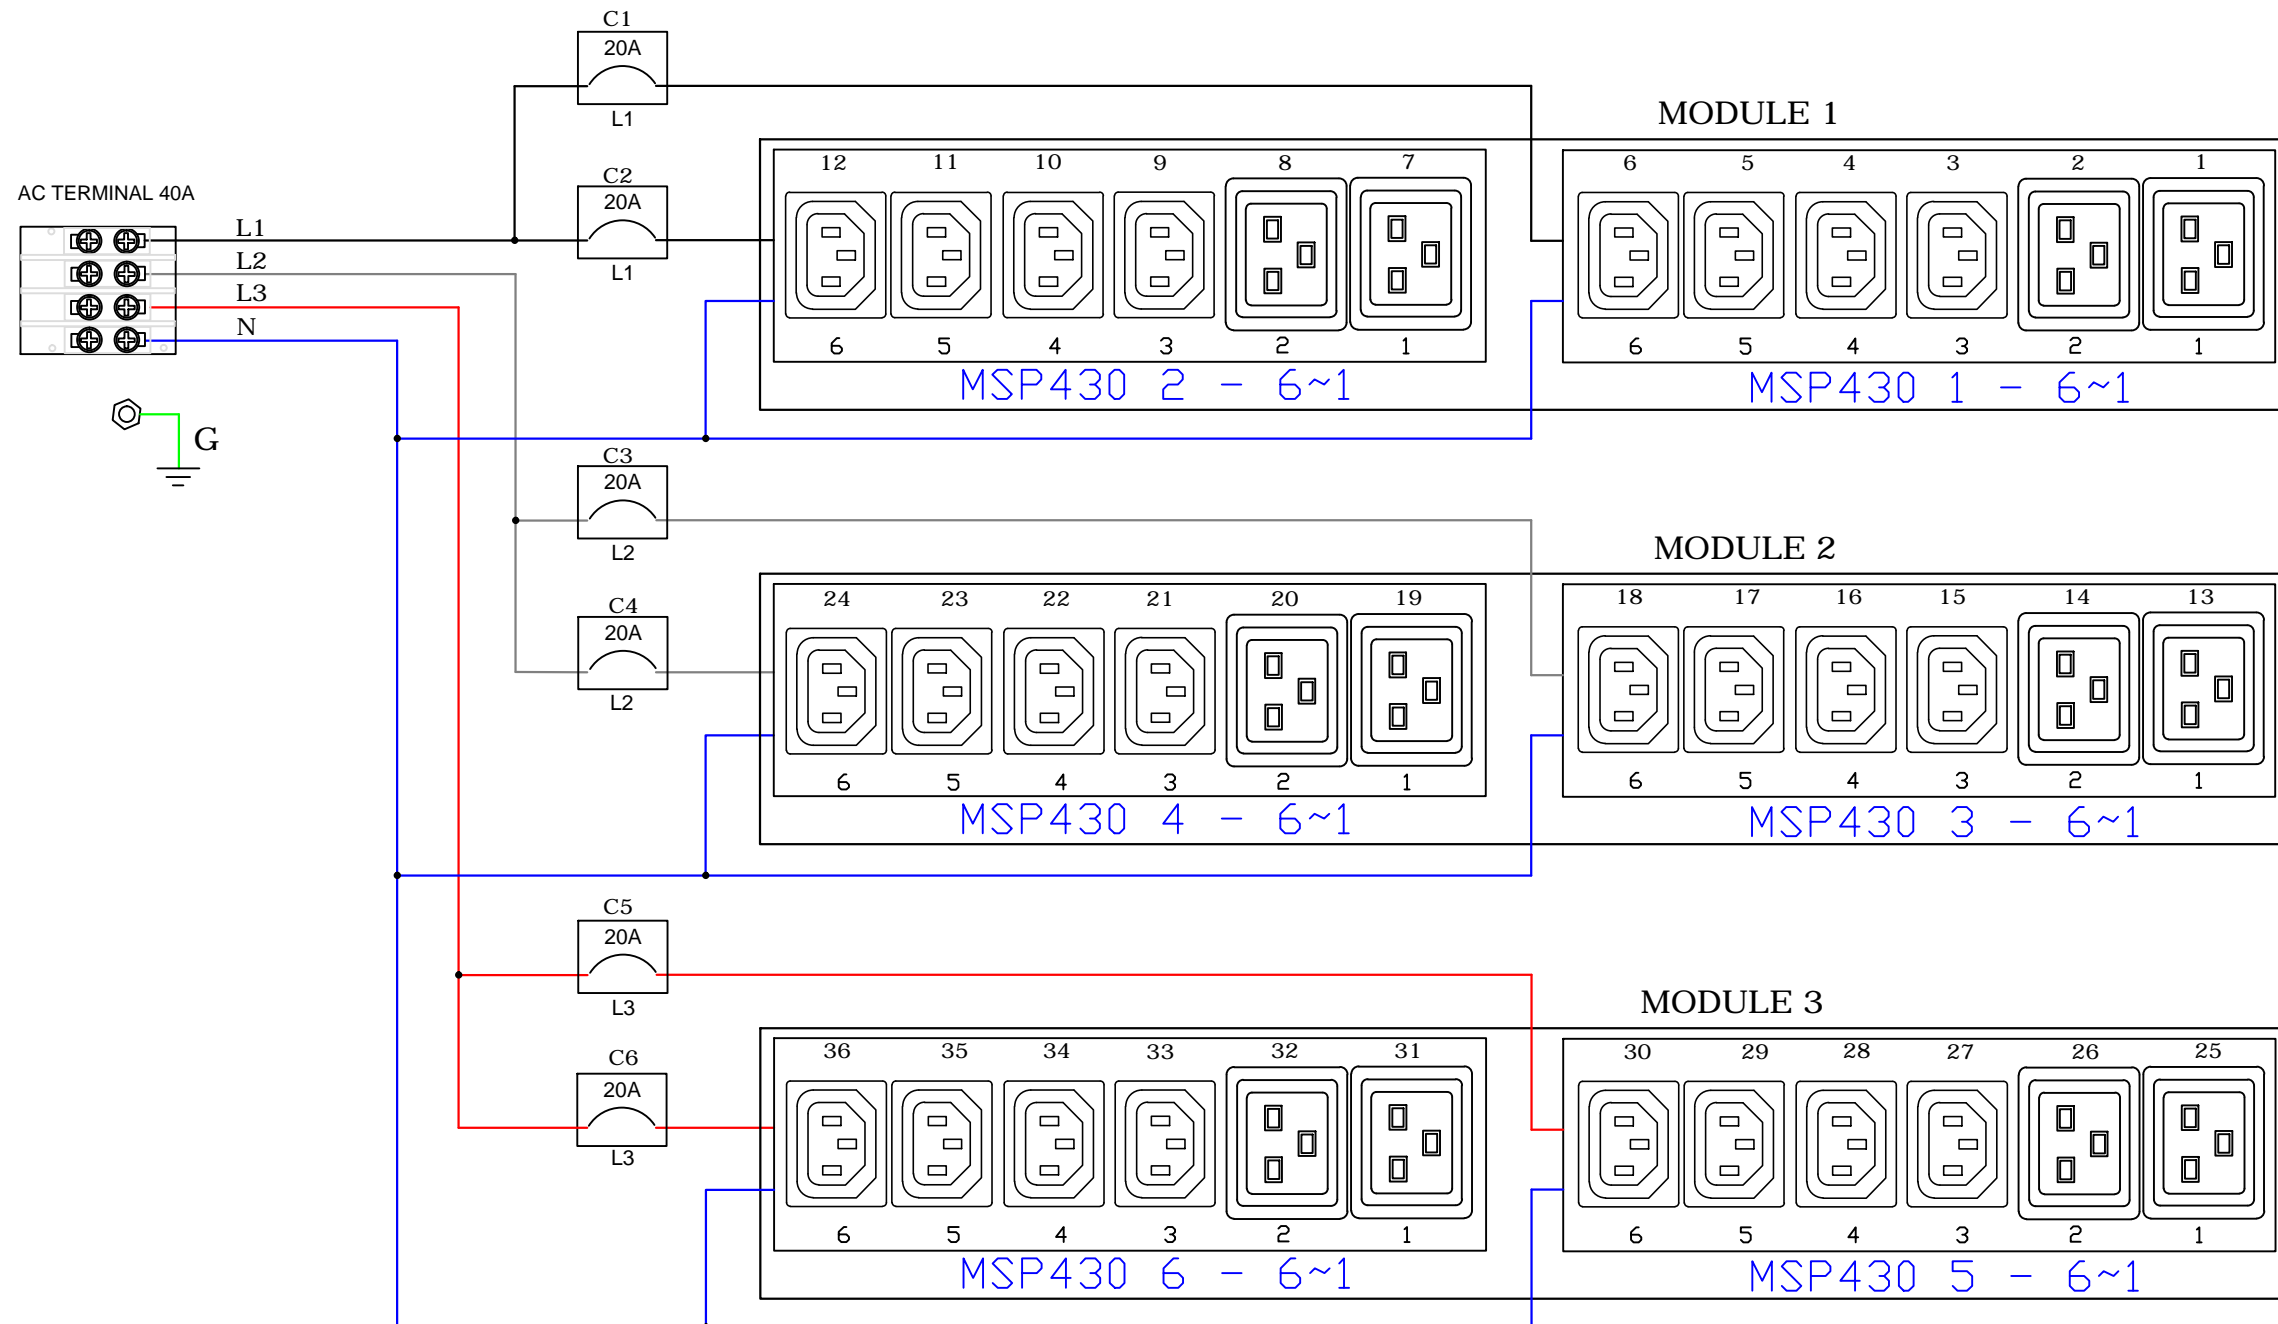 C1
20A
L1
MODULE 1
AC TERMINAL 40A
L1
L2
L3
N
G
C2
20A
L1
12 11 10 9 8 7
6 5 4 3 2 1
MSP430 2 - 6~1
6 5 4 3 2 1
6 5 4 3 2 1
MSP430 1 - 6~1
C3
20A
L2
MODULE 2
C4
20A
L2
24 23 22 21 20 19
6 5 4 3 2 1
MSP430 4 - 6~1
18 17 16 15 14 13
6 5 4 3 2 1
MSP430 3 - 6~1
C5
20A
L3
MODULE 3
C6
20A
L3
36 35 34 33 32 31
6 5 4 3 2 1
MSP430 6 - 6~1
30 29 28 27 26 25
6 5 4 3 2 1
MSP430 5 - 6~1